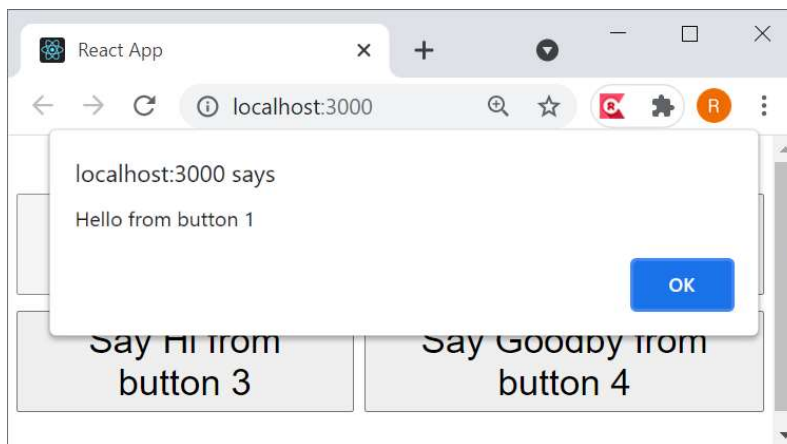 React App
localhost:3000
R
localhost:3000 says
Hello from button 1
OK
Say Hi from
button 3
Say Goodby from
button 4